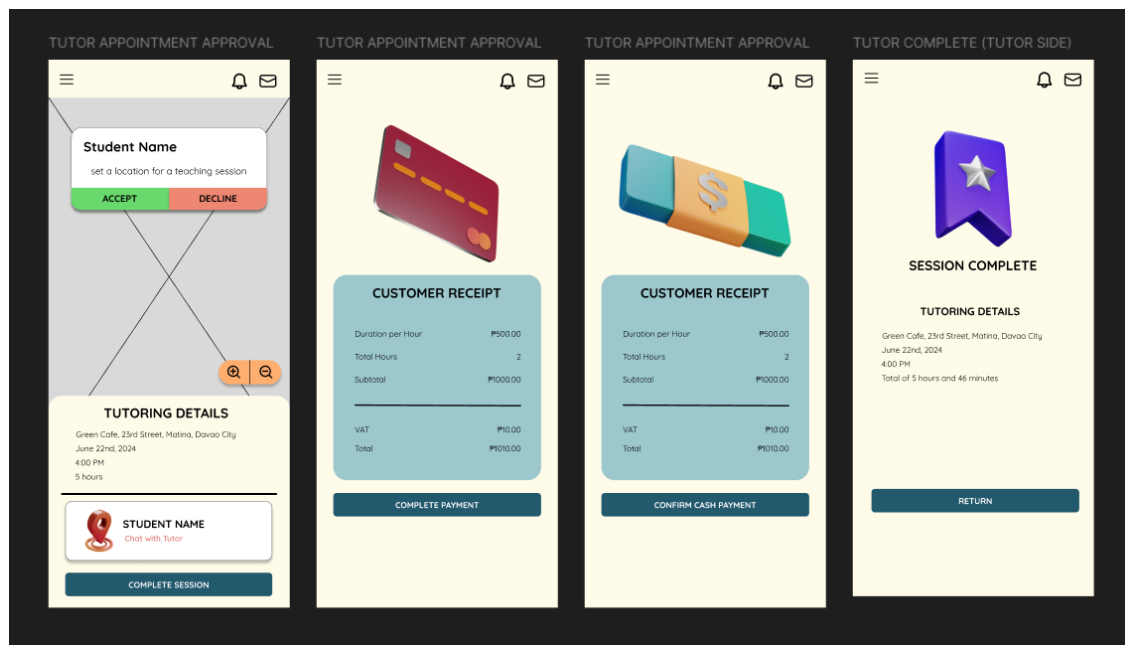 TUTOR APPOINTMENT APPROVAL
Student Name
set a location for a teaching session
ACCEPT DECLINE
TUTORING DETAILS
Green Cafe, 23rd Street, Matina, Davao City
June 22nd, 2024
4:00 PM
5 hours
STUDENT NAME
Chat with Tutor
COMPLETE SESSION
TUTOR APPOINTMENT APPROVAL
CUSTOMER RECEIPT
Duration per Hour ₱500.00
Total Hours 2
Subtotal ₱1000.00
VAT ₱10.00
Total ₱1010.00
COMPLETE PAYMENT
TUTOR APPOINTMENT APPROVAL
$
CUSTOMER RECEIPT
Duration per Hour ₱500.00
Total Hours 2
Subtotal ₱1000.00
VAT ₱10.00
Total ₱1010.00
CONFIRM CASH PAYMENT
TUTOR COMPLETE (TUTOR SIDE)
SESSION COMPLETE
TUTORING DETAILS
Green Cafe, 23rd Street, Matina, Davao City
June 22nd, 2024
4:00 PM
Total of 5 hours and 46 minutes
RETURN